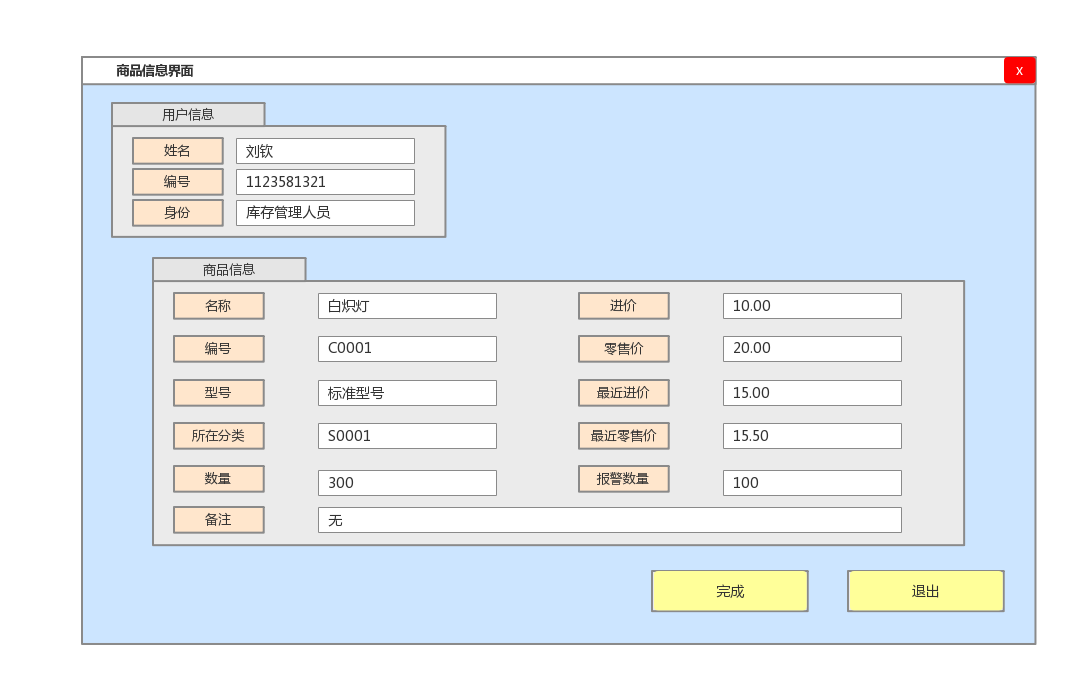 商品信息界面 x
用户信息
姓名 刘钦
编号 1123581321
身份 库存管理人员
商品信息
名称 白炽灯 进价 10.00
编号 C0001 零售价 20.00
型号 标准型号 最近进价 15.00
所在分类 S0001 最近零售价 15.50
数量 300 报警数量 100
备注 无
完成 退出